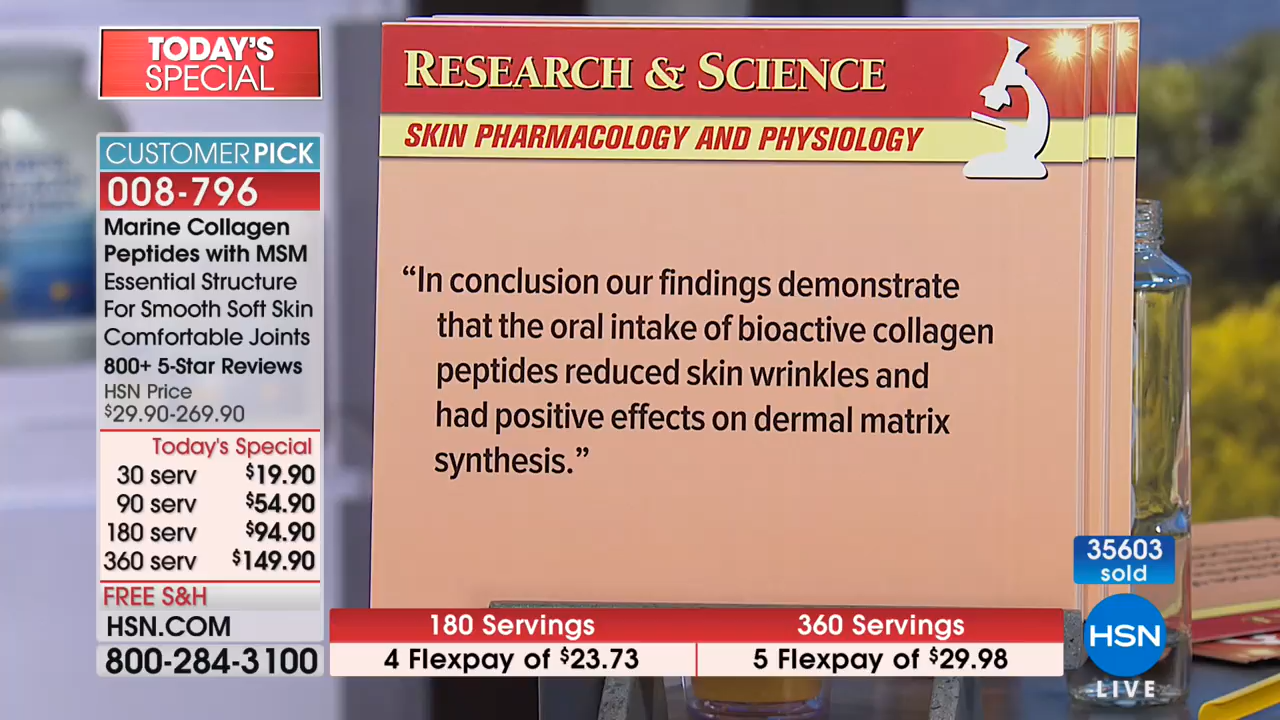 TODAY'S
SPECIAL
CUSTOMER PICK
008-796
Marine Collagen
Peptides with MSM
Essential Structure
For Smooth Soft Skin
Comfortable Joints
800+ 5-Star Reviews
HSN Price
$29.90-269.90
Today's Special
30 serv $19.90
90 serv $54.90
180 serv $94.90
360 serv $149.90
FREE S&H
HSN.COM
800-284-3100
RESEARCH & SCIENCE
SKIN PHARMACOLOGY AND PHYSIOLOGY
“In conclusion our findings demonstrate
that the oral intake of bioactive collagen
peptides reduced skin wrinkles and
had positive effects on dermal matrix
synthesis.”
35603
sold
180 Servings 360 Servings
4 Flexpay of $23.73 5 Flexpay of $29.98
HSN
LIVE